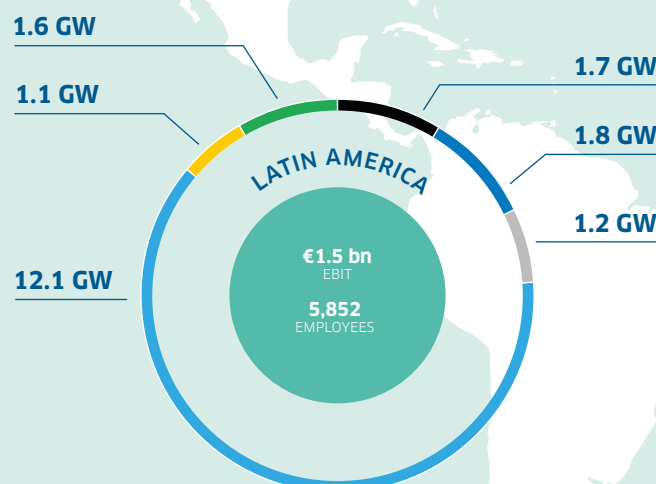 1.6 GW
1.7 GW
1.1 GW
1.8 GW
LATIN AMERICA
1.2 GW
€1.5 bn
EBIT
12.1 GW
5,852
EMPLOYEES